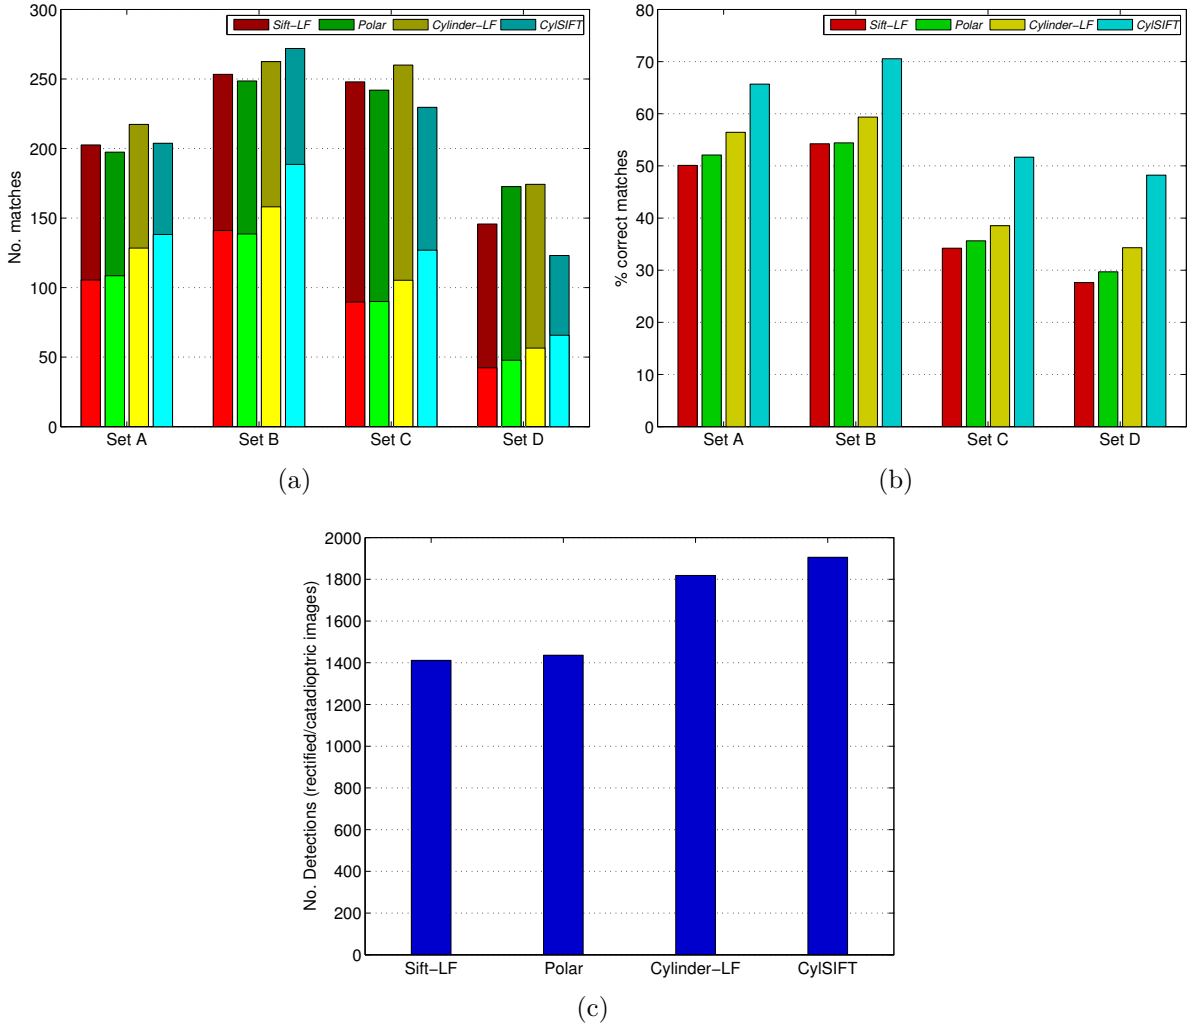 300
250
200
150
100
50
0
No. matches
Sift-LF Polar Cylinder-LF CylSIFT
Set A Set B Set C Set D
(a)
80
70
60
50
40
30
20
10
0
% correct matches
Sift-LF Polar Cylinder-LF CylSIFT
Set A Set B Set C Set D
(b)
2000
1800
1600
1400
1200
1000
800
600
400
200
0
No. Detections (rectified/catadioptric images)
Sift-LF Polar Cylinder-LF CylSIFT
(c)